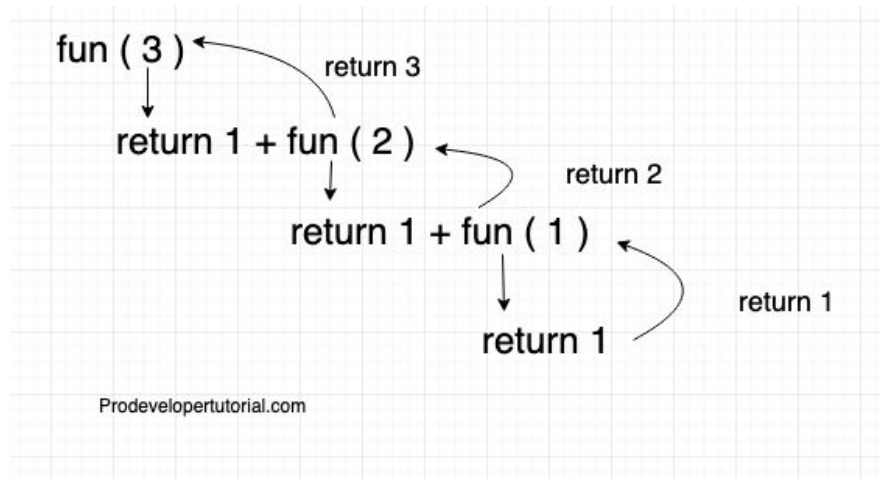 fun ( 3 )
return 3
return 1 + fun ( 2 )
return 2
return 1 + fun ( 1 )
return 1
return 1
Prodevelopertutorial.com